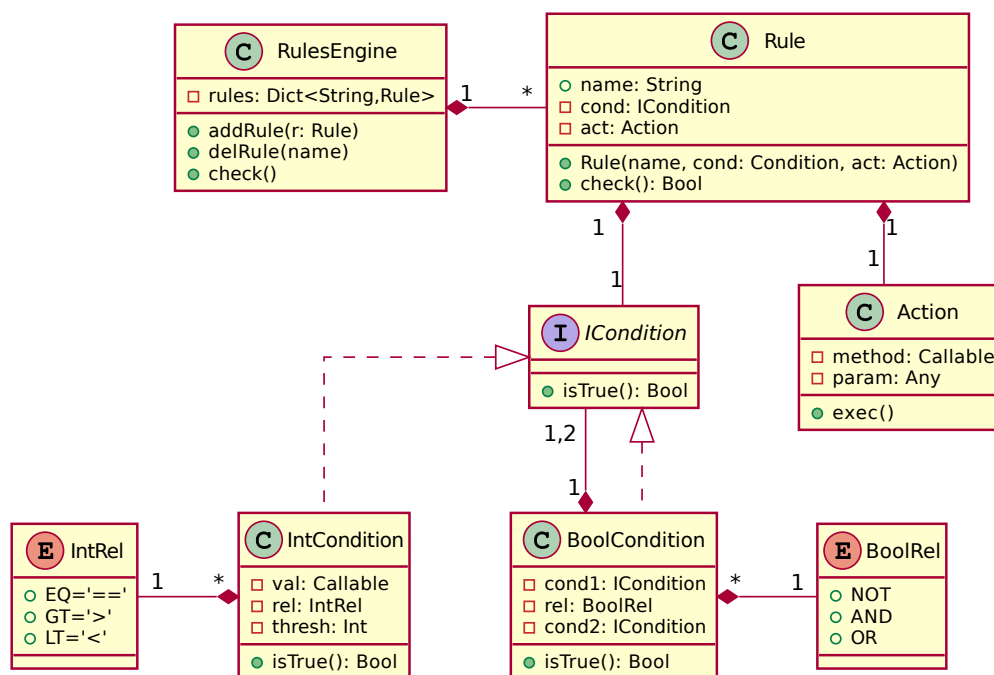 C RulesEngine
rules: Dict<String,Rule>
addRule(r: Rule)
delRule(name)
check()
1
*
C Rule
name: String
cond: ICondition
act: Action
Rule(name, cond: Condition, act: Action)
check(): Bool
1
1
1
1
I ICondition
isTrue(): Bool
C Action
method: Callable
param: Any
exec()
1,2
1
E IntRel
EQ='=='
GT='>'
LT='<'
1
*
C IntCondition
val: Callable
rel: IntRel
thresh: Int
isTrue(): Bool
C BoolCondition
cond1: ICondition
rel: BoolRel
cond2: ICondition
isTrue(): Bool
*
1
E BoolRel
NOT
AND
OR